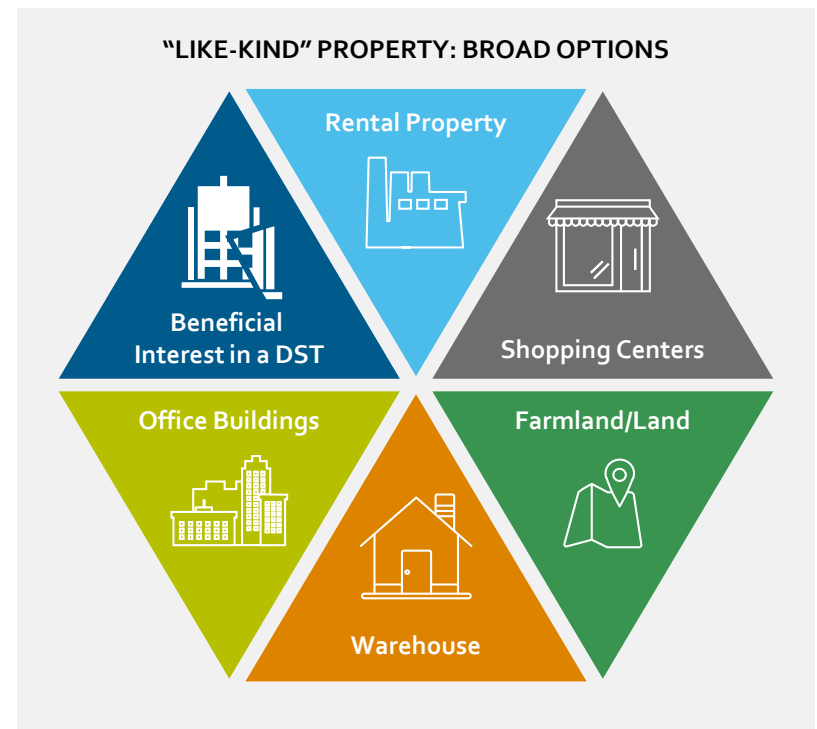 “LIKE-KIND” PROPERTY: BROAD OPTIONS
Rental Property
Beneficial
Interest in a DST
Shopping Centers
Office Buildings
Farmland/Land
Warehouse